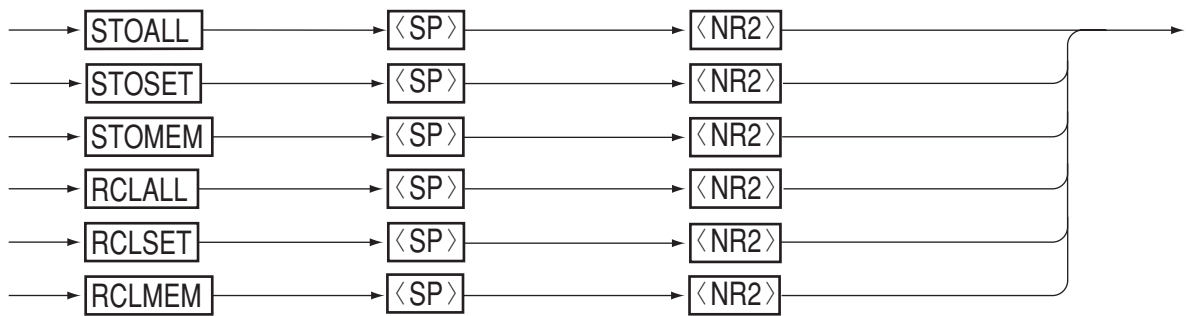 STOALL 〈SP〉 〈NR2〉
STOSET 〈SP〉 〈NR2〉
STOMEM 〈SP〉 〈NR2〉
RCLALL 〈SP〉 〈NR2〉
RCLSET 〈SP〉 〈NR2〉
RCLMEM 〈SP〉 〈NR2〉